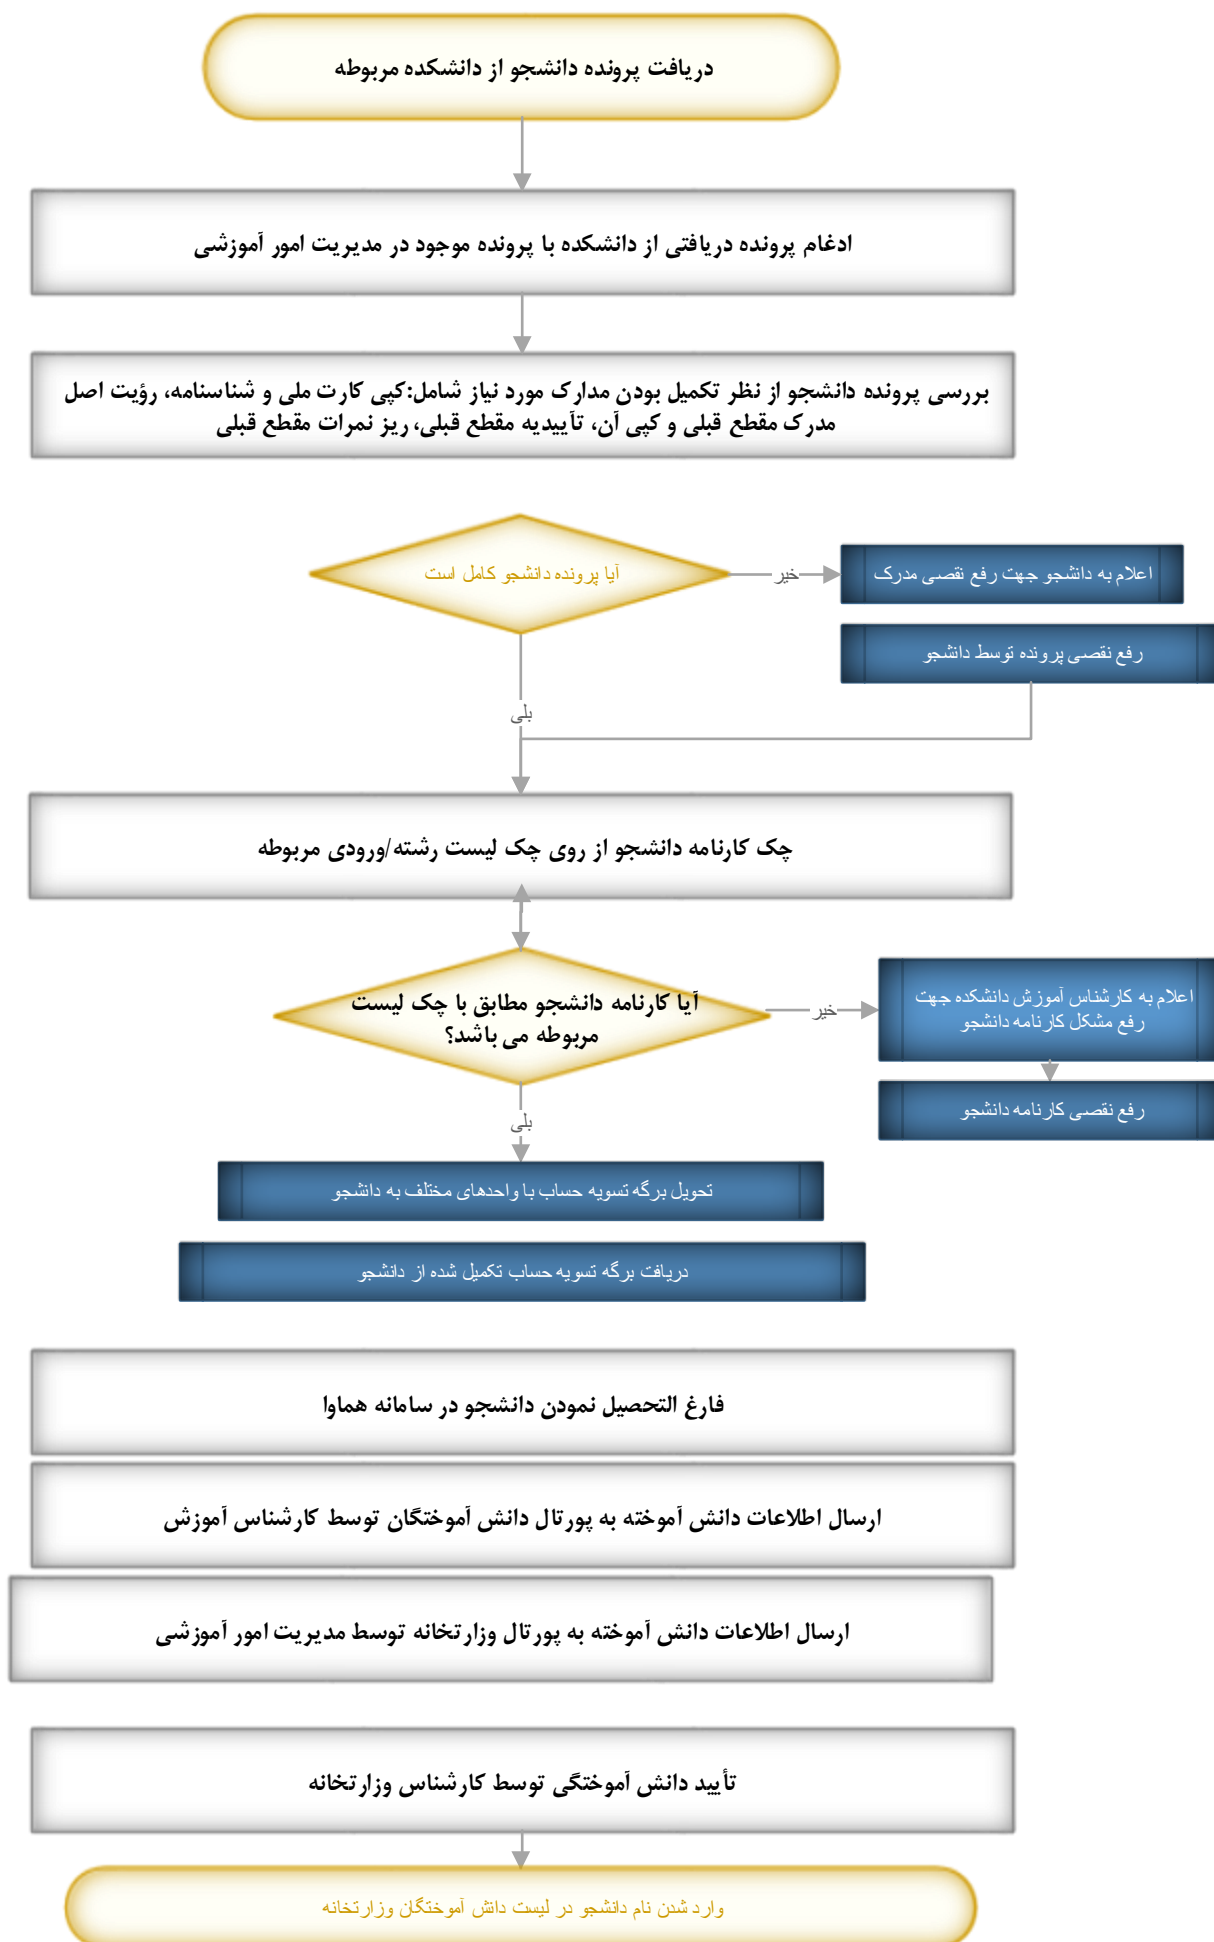 دریافت پرونده دانشجو از دانشکده مربوطه
ادغام پرونده دریافتی از دانشکده با پرونده موجود در مدیریت امور آموزشی
بررسی پرونده دانشجو از نظر تکمیل بودن مدارک مورد نیاز شامل:کپی کارت ملی و شناسنامه، رؤیت اصل
مدرک مقطع قبلی و کپی آن، تأییدیه مقطع قبلی، ریز نمرات مقطع قبلی
آیا پرونده دانشجو کامل است
خیر
اعلام به دانشجو جهت رفع نقصی مدرک
رفع نقصی پرونده توسط دانشجو
بلی
چک کارنامه دانشجو از روی چک لیست رشته/ورودی مربوطه
آیا کارنامه دانشجو مطابق با چک لیست
مربوطه می باشد؟
خیر
اعلام به کارشناس آموزش دانشکده جهت
رفع مشکل کارنامه دانشجو
رفع نقصی کارنامه دانشجو
بلی
تحویل برگه تسویه حساب با واحدهای مختلف به دانشجو
دریافت برگه تسویه حساب تکمیل شده از دانشجو
فارغ التحصیل نمودن دانشجو در سامانه هماوا
ارسال اطلاعات دانش آموخته به پورتال دانش آموختگان توسط کارشناس آموزش
ارسال اطلاعات دانش آموخته به پورتال وزارتخانه توسط مدیریت امور آموزشی
تأیید دانش آموختگی توسط کارشناس وزارتخانه
وارد شدن نام دانشجو در لیست دانش آموختگان وزارتخانه